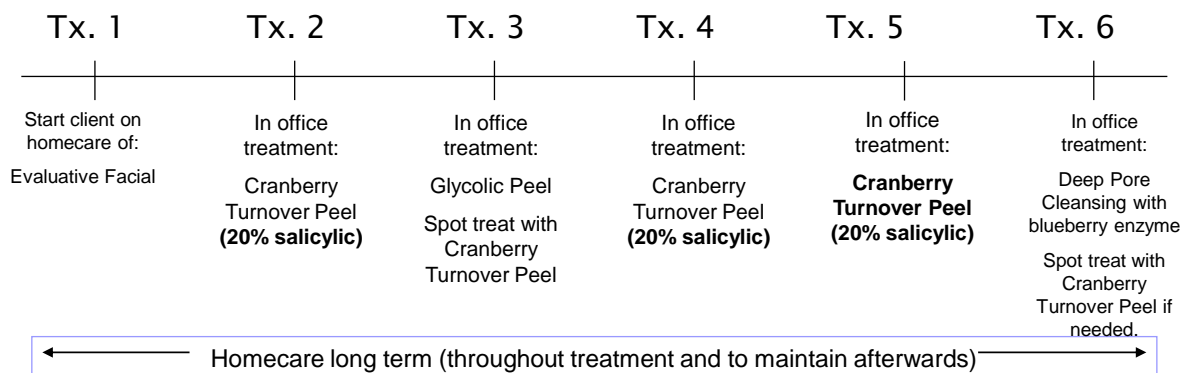 Tx. 1
Tx. 2
Tx. 3
Tx. 4
Tx. 5
Tx. 6
Start client on
homecare of:
Evaluative Facial
In office
treatment:
Cranberry
Turnover Peel
(20% salicylic)
In office
treatment:
Glycolic Peel
Spot treat with
Cranberry
Turnover Peel
In office
treatment:
Cranberry
Turnover Peel
(20% salicylic)
In office
treatment:
Cranberry
Turnover Peel
(20% salicylic)
In office
treatment:
Deep Pore
Cleansing with
blueberry enzyme
Spot treat with
Cranberry
Turnover Peel if
needed.
Homecare long term (throughout treatment and to maintain afterwards)